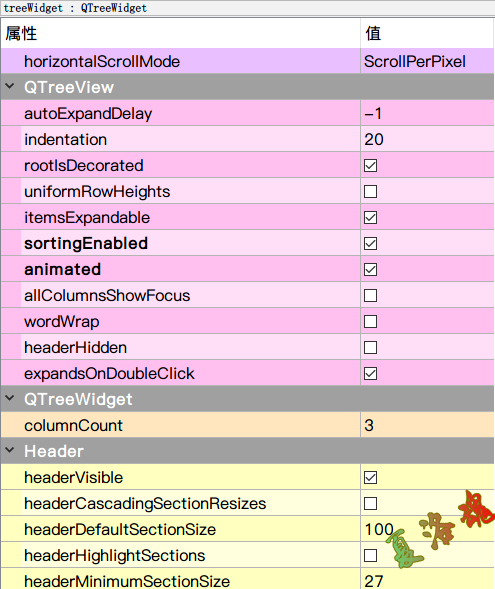 treeWidget : QTreeWidget
属性 值
horizontalScrollMode ScrollPerPixel
QTreeView
autoExpandDelay -1
indentation 20
rootIsDecorated
uniformRowHeights
itemsExpandable
sortingEnabled
animated
allColumnsShowFocus
wordWrap
headerHidden
expandsOnDoubleClick
QTreeWidget
columnCount 3
Header
headerVisible
headerCascadingSectionResizes
headerDefaultSectionSize 100
headerHighlightSections
headerMinimumSectionSize 27